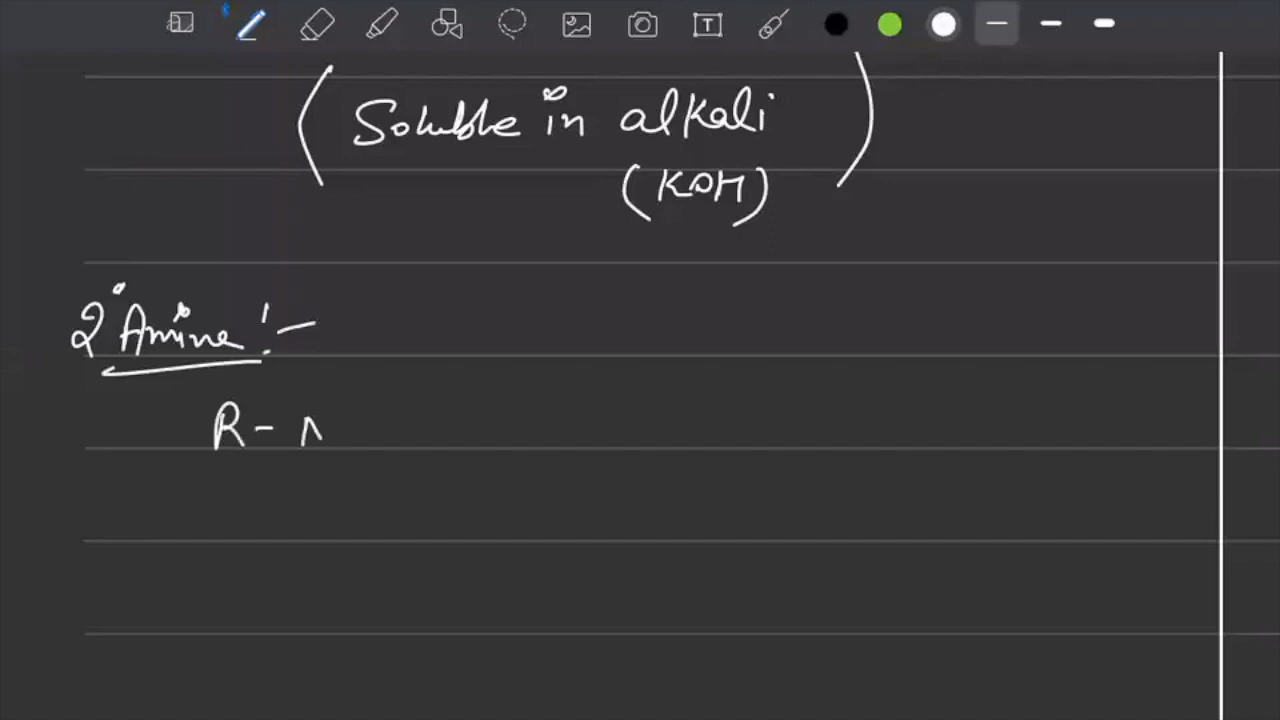 (Soluble in alkali)
(KOH)
2° Amine :-
R -